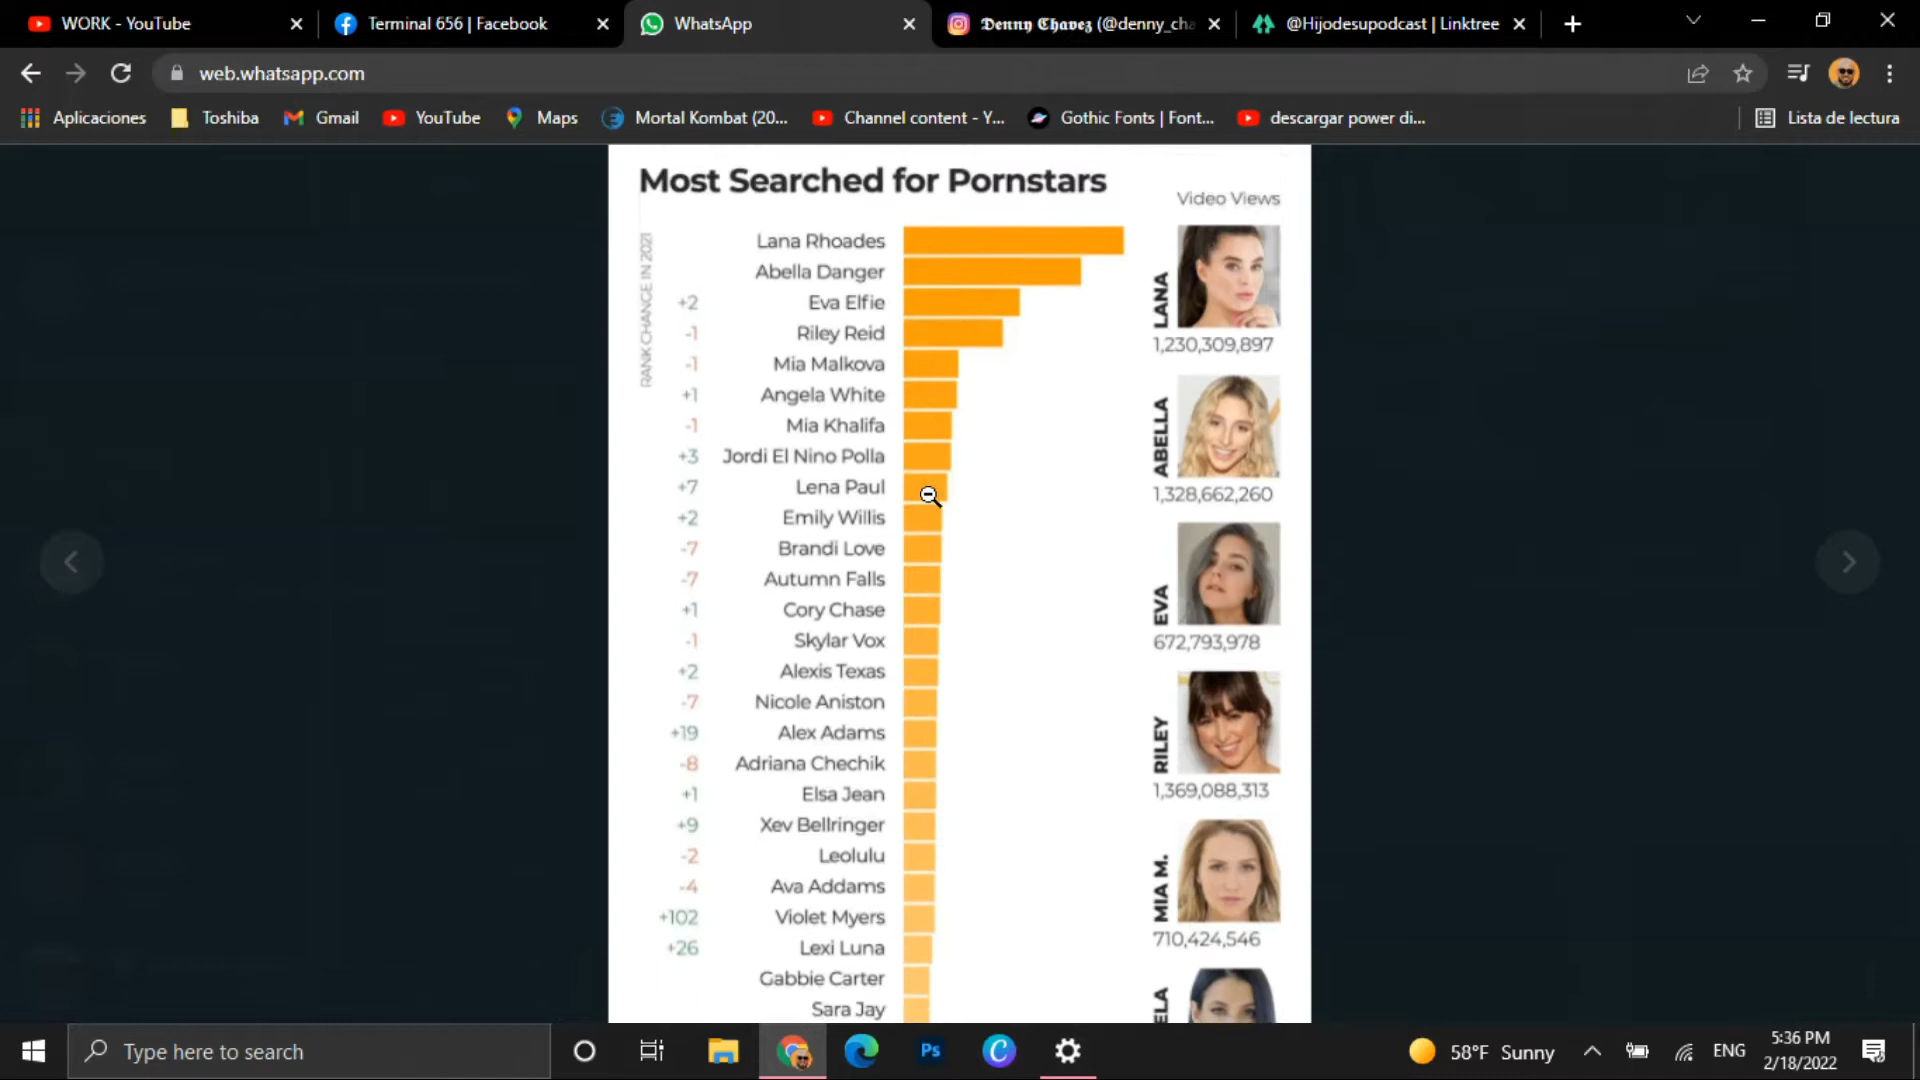 WORK - YouTube
Terminal 656 | Facebook
WhatsApp
𝕯𝖊𝖓𝖓𝖞 𝕮𝖍𝖆𝖛𝖊𝖟 (@denny_cha
@Hijodesupodcast | Linktree
web.whatsapp.com
Aplicaciones
Toshiba
Gmail
YouTube
Maps
Mortal Kombat (20...
Channel content - Y...
Gothic Fonts | Font...
descargar power di...
Lista de lectura
Most Searched for Pornstars
Video Views
RANK CHANGE IN 2021
Lana Rhoades
Abella Danger
+2 Eva Elfie
-1 Riley Reid
-1 Mia Malkova
+1 Angela White
-1 Mia Khalifa
+3 Jordi El Nino Polla
+7 Lena Paul
+2 Emily Willis
-7 Brandi Love
-7 Autumn Falls
+1 Cory Chase
-1 Skylar Vox
+2 Alexis Texas
-7 Nicole Aniston
+19 Alex Adams
-8 Adriana Chechik
+1 Elsa Jean
+9 Xev Bellringer
-2 Leolulu
-4 Ava Addams
+102 Violet Myers
+26 Lexi Luna
Gabbie Carter
Sara Jay
LANA
1,230,309,897
ABELLA
1,328,662,260
EVA
672,793,978
RILEY
1,369,088,313
MIA M.
710,424,546
ELA
Type here to search
Ps
58°F Sunny
ENG
5:36 PM
2/18/2022